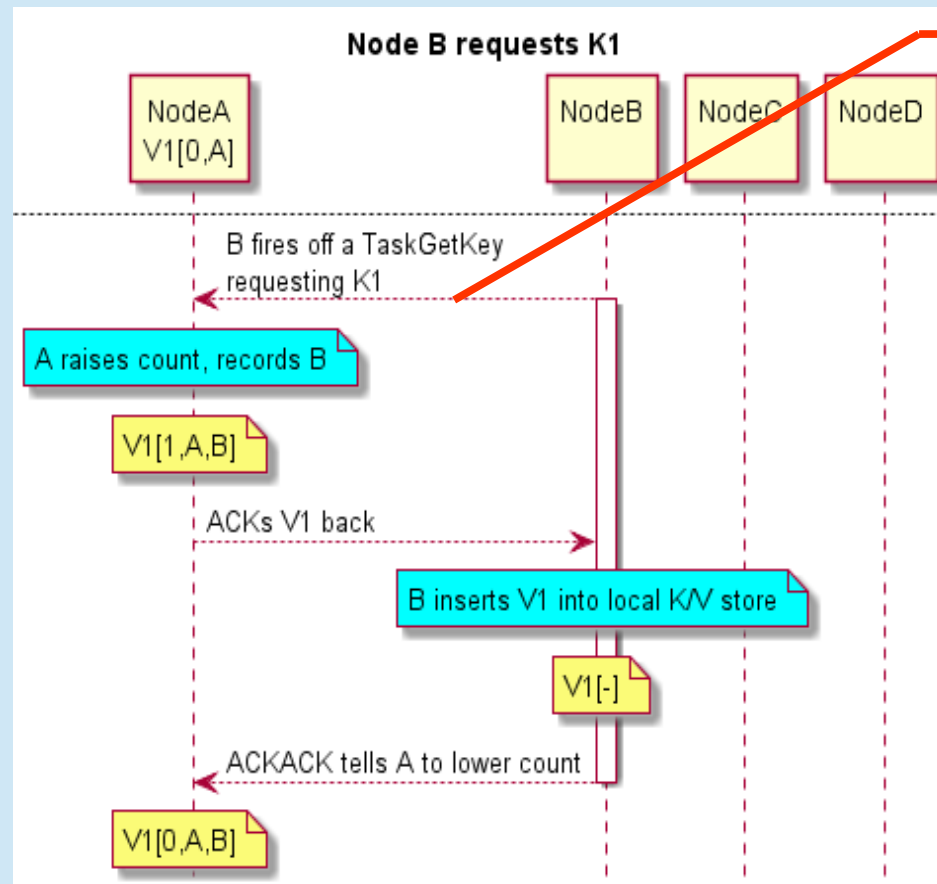 Node B requests K1
NodeA
V1[0,A]
NodeB
NodeC
NodeD
B fires off a TaskGetKey
requesting K1
A raises count, records B
V1[1,A,B]
ACKs V1 back
B inserts V1 into local K/V store
V1[-]
ACKACK tells A to lower count
V1[0,A,B]